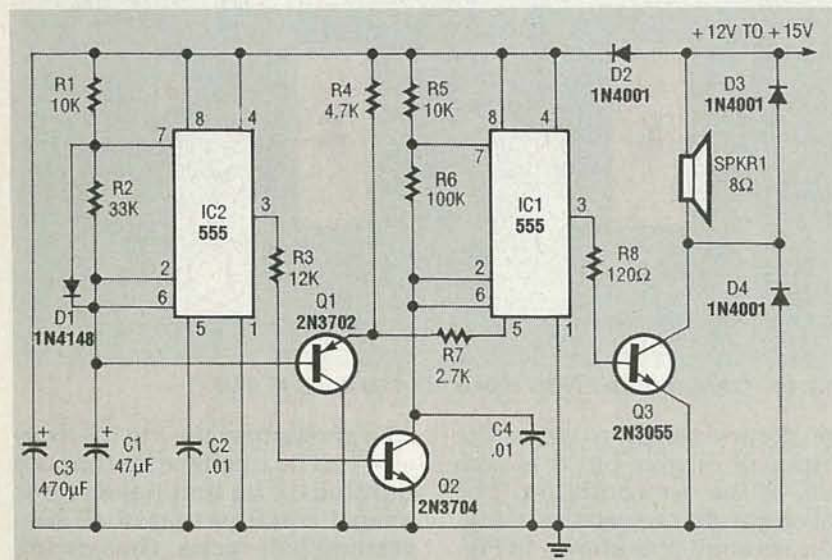 +12V TO +15V
R1
10K
R4
4.7K
R5
10K
D2
1N4001
D3
1N4001
8
4
7
8
4
7
SPKR1
8Ω
R2
33K
IC2
555
3
R6
100K
IC1
555
3
R3
12K
R8
120Ω
2
6
5
1
2
6
5
1
D1
1N4148
Q1
2N3702
R7
2.7K
D4
1N4001
C3
470µF
C1
47µF
C2
.01
C4
.01
Q2
2N3704
Q3
2N3055
+
+